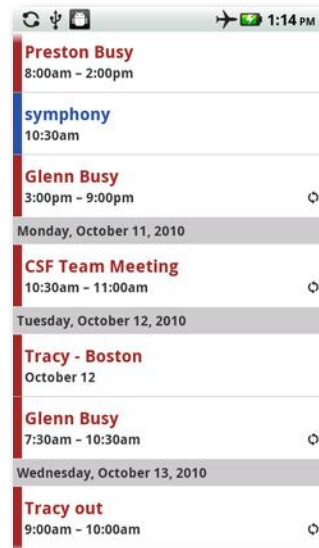 1:14 PM
Preston Busy
8:00am – 2:00pm
symphony
10:30am
Glenn Busy
3:00pm – 9:00pm
Monday, October 11, 2010
CSF Team Meeting
10:30am – 11:00am
Tuesday, October 12, 2010
Tracy - Boston
October 12
Glenn Busy
7:30am – 10:30am
Wednesday, October 13, 2010
Tracy out
9:00am – 10:00am